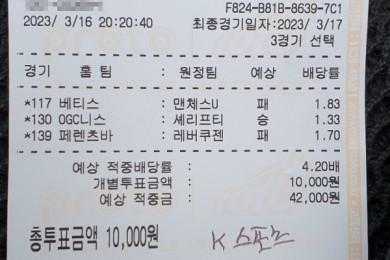 F824-B81B-8639-7C1
2023/ 3/16 20:20:40 최종경기일자:2023/ 3/17
3경기 선택
경기 홈 팀 : 원정팀 예상 배당률
*117 베티스 : 맨체스U 패 1.83
*130 OGC니스 : 셰리프티 승 1.33
*139 페렌츠바 : 레버쿠젠 패 1.70
예상 적중배당률 : 4.20배
개별투표금액 : 10,000원
예상 적중금 : 42,000원
총투표금액 10,000원 K 스포츠